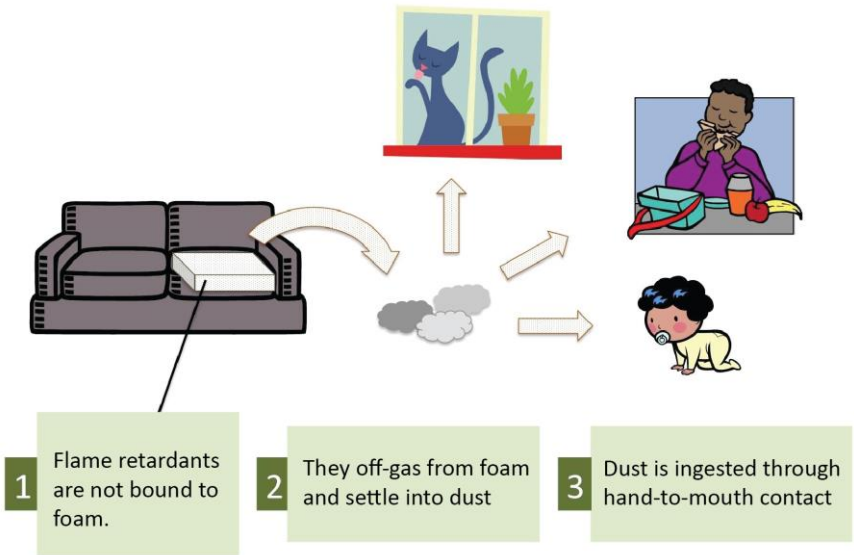 1
Flame retardants
are not bound to
foam.
2
They off-gas from foam
and settle into dust
3
Dust is ingested through
hand-to-mouth contact